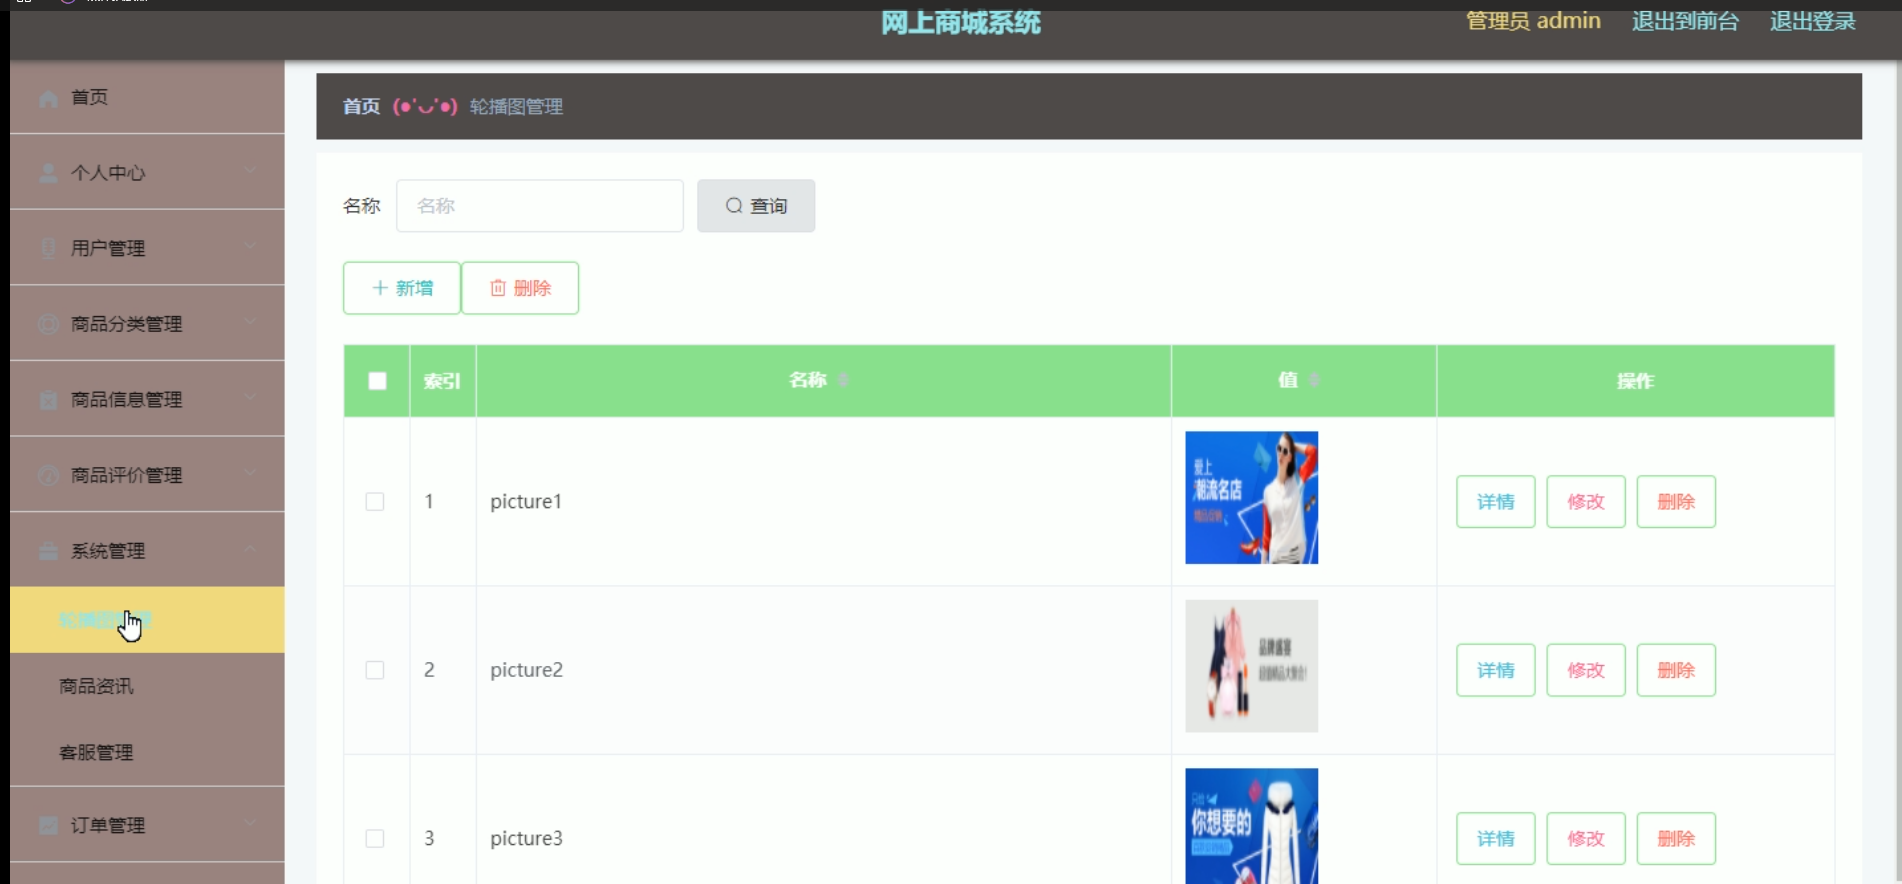 网上商城系统
管理员 admin 退出到前台 退出登录
首页
个人中心
用户管理
商品分类管理
商品信息管理
商品评价管理
系统管理
商品资讯
客服管理
订单管理
首页 (●'◡'●) 轮播图管理
名称 名称 查询
新增 删除
索引 名称 值 操作
1 picture1 详情 修改 删除
爱上
潮流名店
2 picture2 详情 修改 删除
品牌盛宴
3 picture3 详情 修改 删除
你想要的